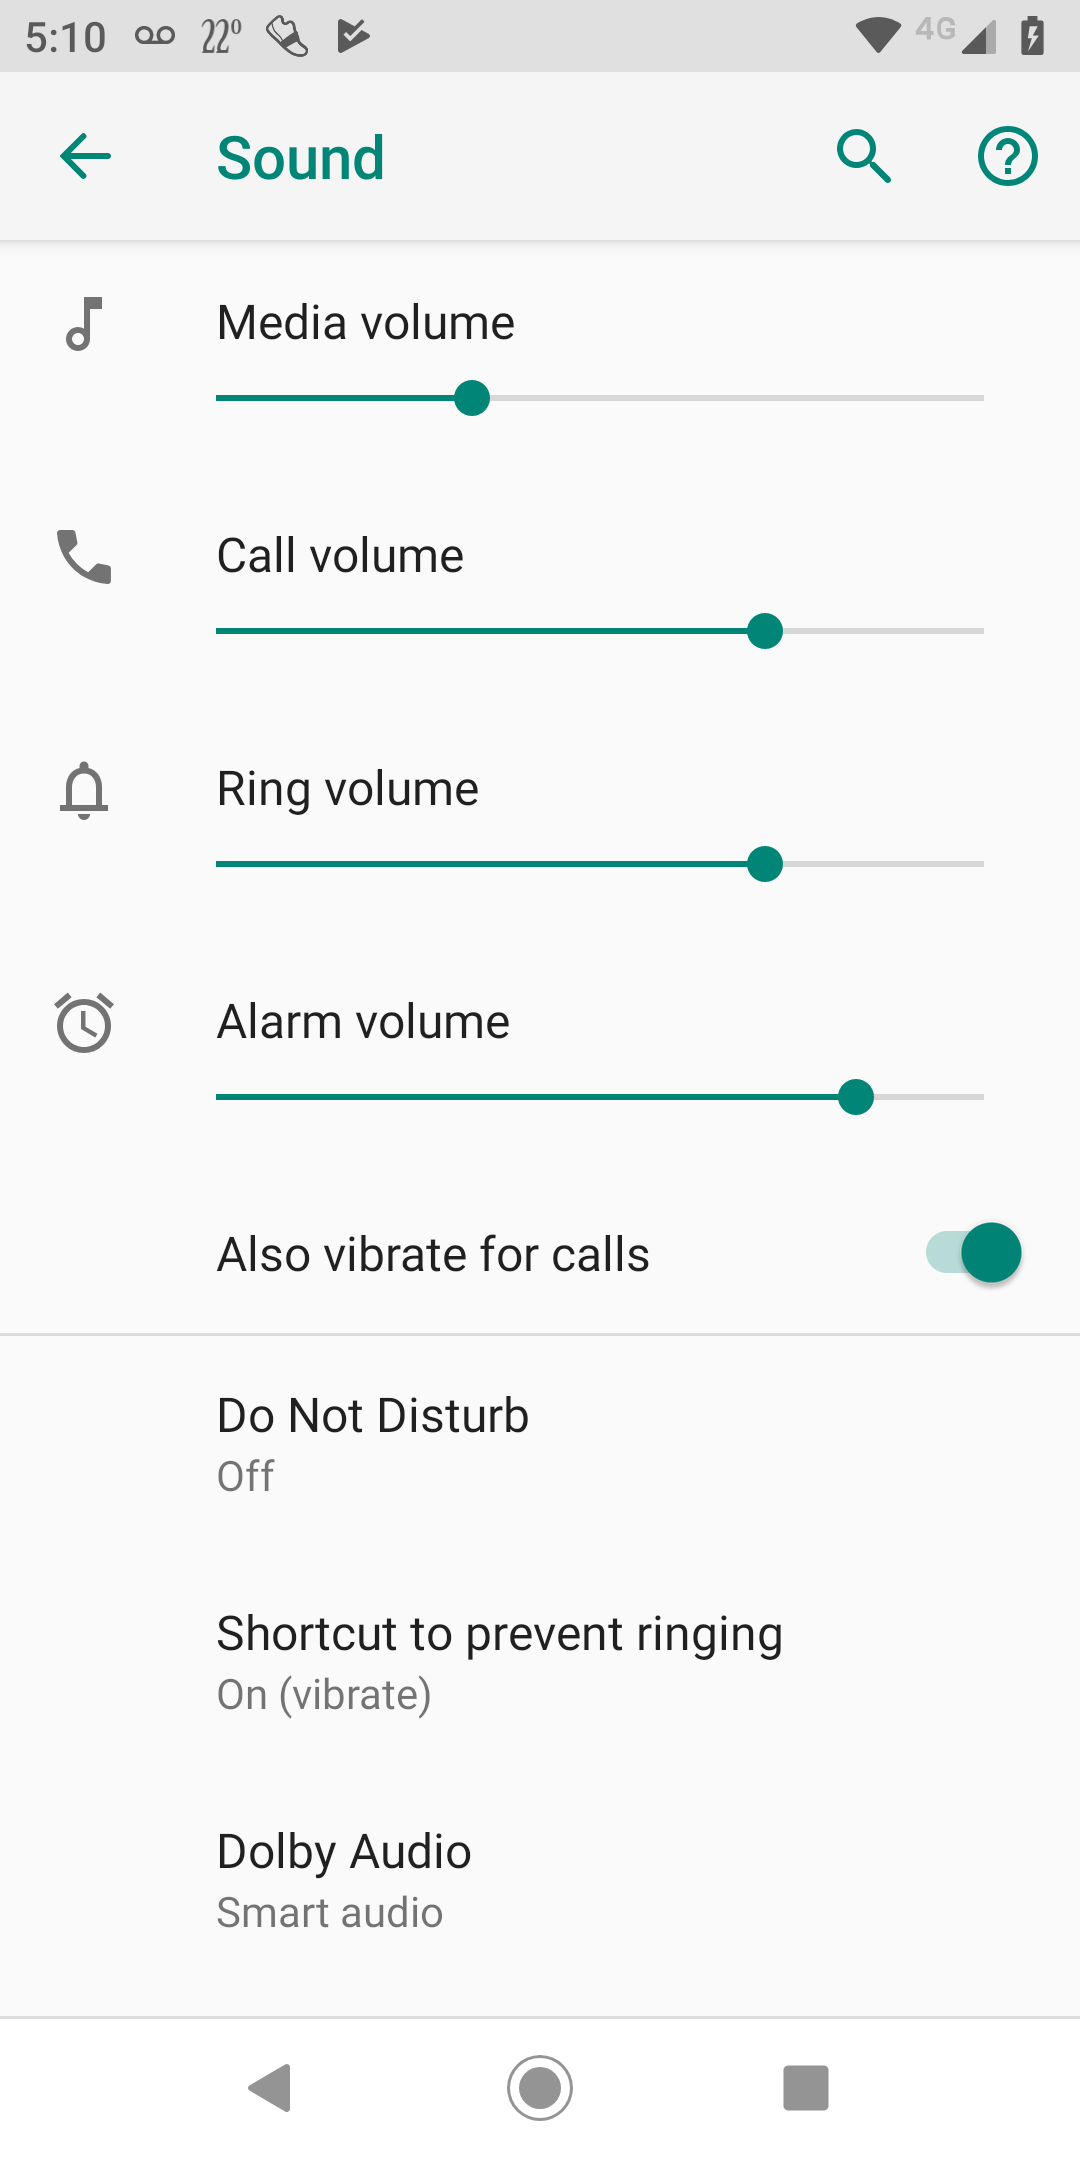 5:10 22° 4G
Sound
Media volume
Call volume
Ring volume
Alarm volume
Also vibrate for calls
Do Not Disturb
Off
Shortcut to prevent ringing
On (vibrate)
Dolby Audio
Smart audio